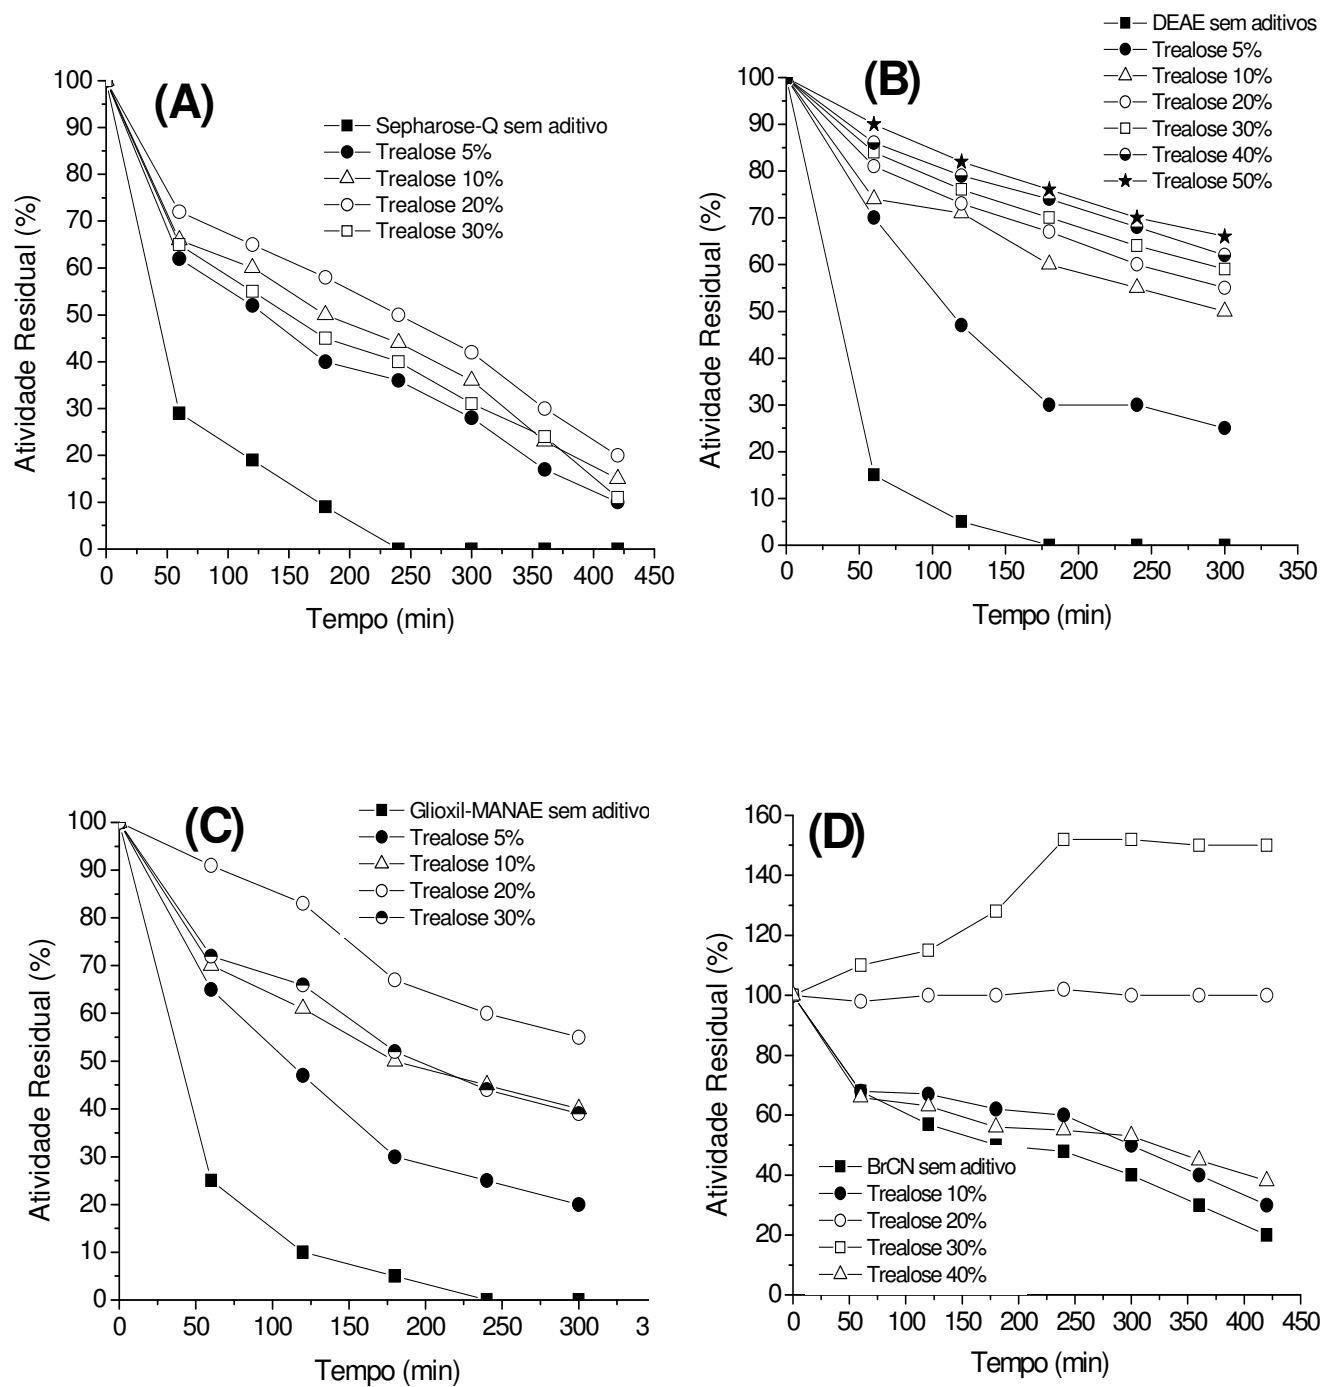 (A)
Sepharose-Q sem aditivo
Trealose 5%
Trealose 10%
Trealose 20%
Trealose 30%
Atividade Residual (%)
100
90
80
70
60
50
40
30
20
10
0
0 50 100 150 200 250 300 350 400 450
Tempo (min)
(B)
DEAE sem aditivos
Trealose 5%
Trealose 10%
Trealose 20%
Trealose 30%
Trealose 40%
Trealose 50%
Atividade Residual (%)
100
90
80
70
60
50
40
30
20
10
0
0 50 100 150 200 250 300 350
Tempo (min)
(C)
Glioxil-MANAE sem aditivo
Trealose 5%
Trealose 10%
Trealose 20%
Trealose 30%
Atividade Residual (%)
100
90
80
70
60
50
40
30
20
10
0
0 50 100 150 200 250 300 3
Tempo (min)
(D)
BrCN sem aditivo
Trealose 10%
Trealose 20%
Trealose 30%
Trealose 40%
Atividade Residual (%)
160
140
120
100
80
60
40
20
0
0 50 100 150 200 250 300 350 400 450
Tempo (min)